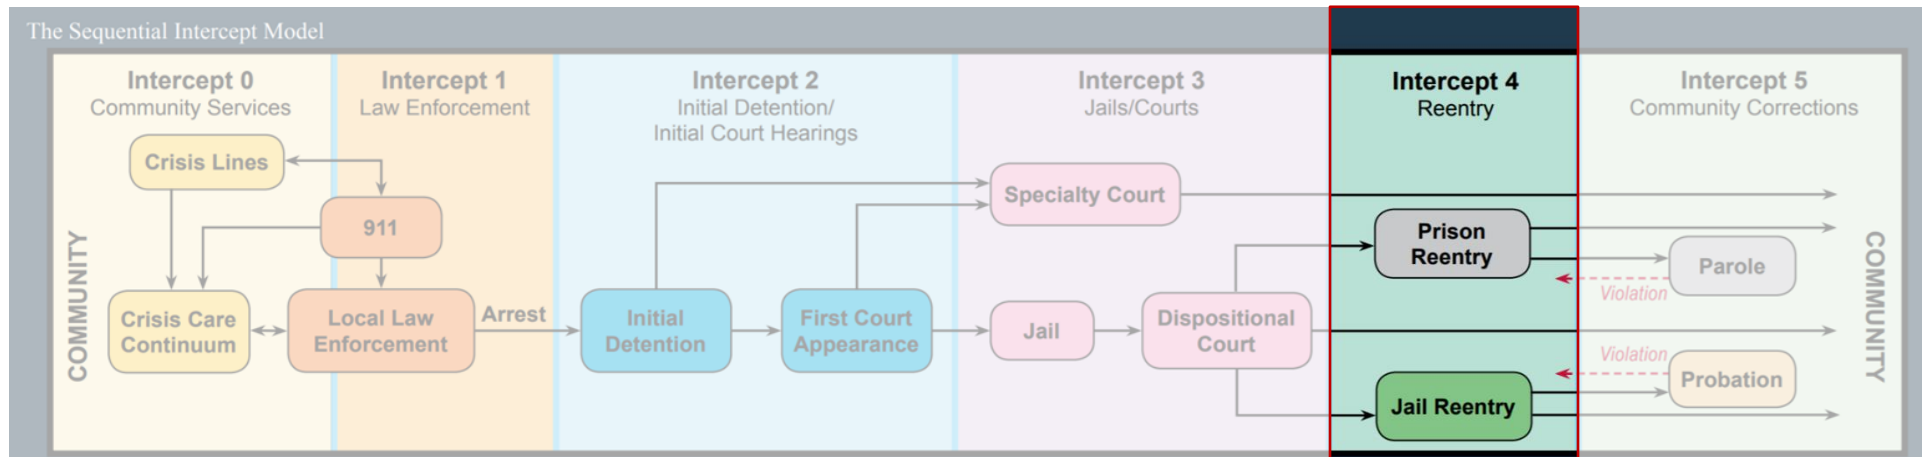 The Sequential Intercept Model
Intercept 0
Community Services
Intercept 1
Law Enforcement
Intercept 2
Initial Detention/
Initial Court Hearings
Intercept 3
Jails/Courts
Intercept 4
Reentry
Intercept 5
Community Corrections
COMMUNITY
Crisis Lines
911
Crisis Care
Continuum
Local Law
Enforcement
Arrest
Initial
Detention
First Court
Appearance
Specialty Court
Jail
Dispositional
Court
Prison
Reentry
Jail Reentry
Parole
Violation
Violation
Probation
COMMUNITY